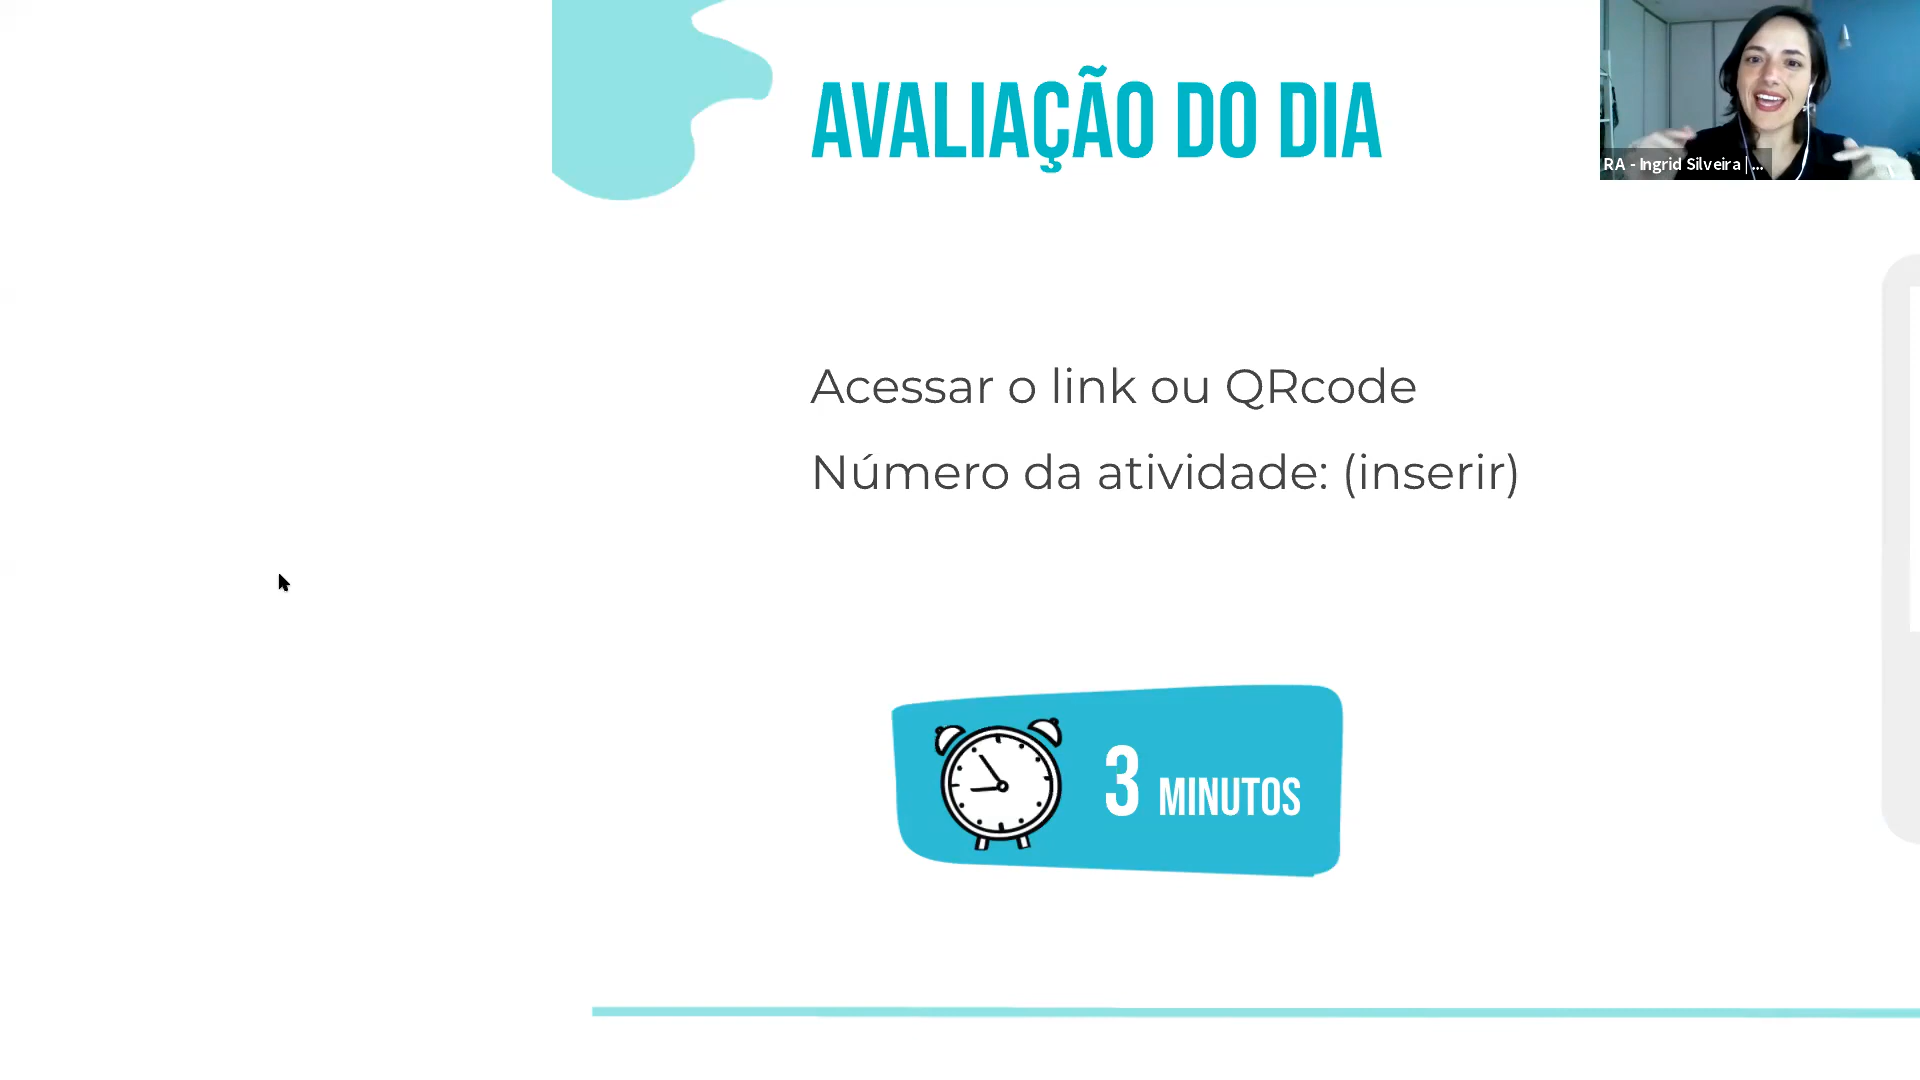 AVALIAÇÃO DO DIA
RA - Ingrid Silveira | ...
Acessar o link ou QRcode
Número da atividade: (inserir)
3 MINUTOS